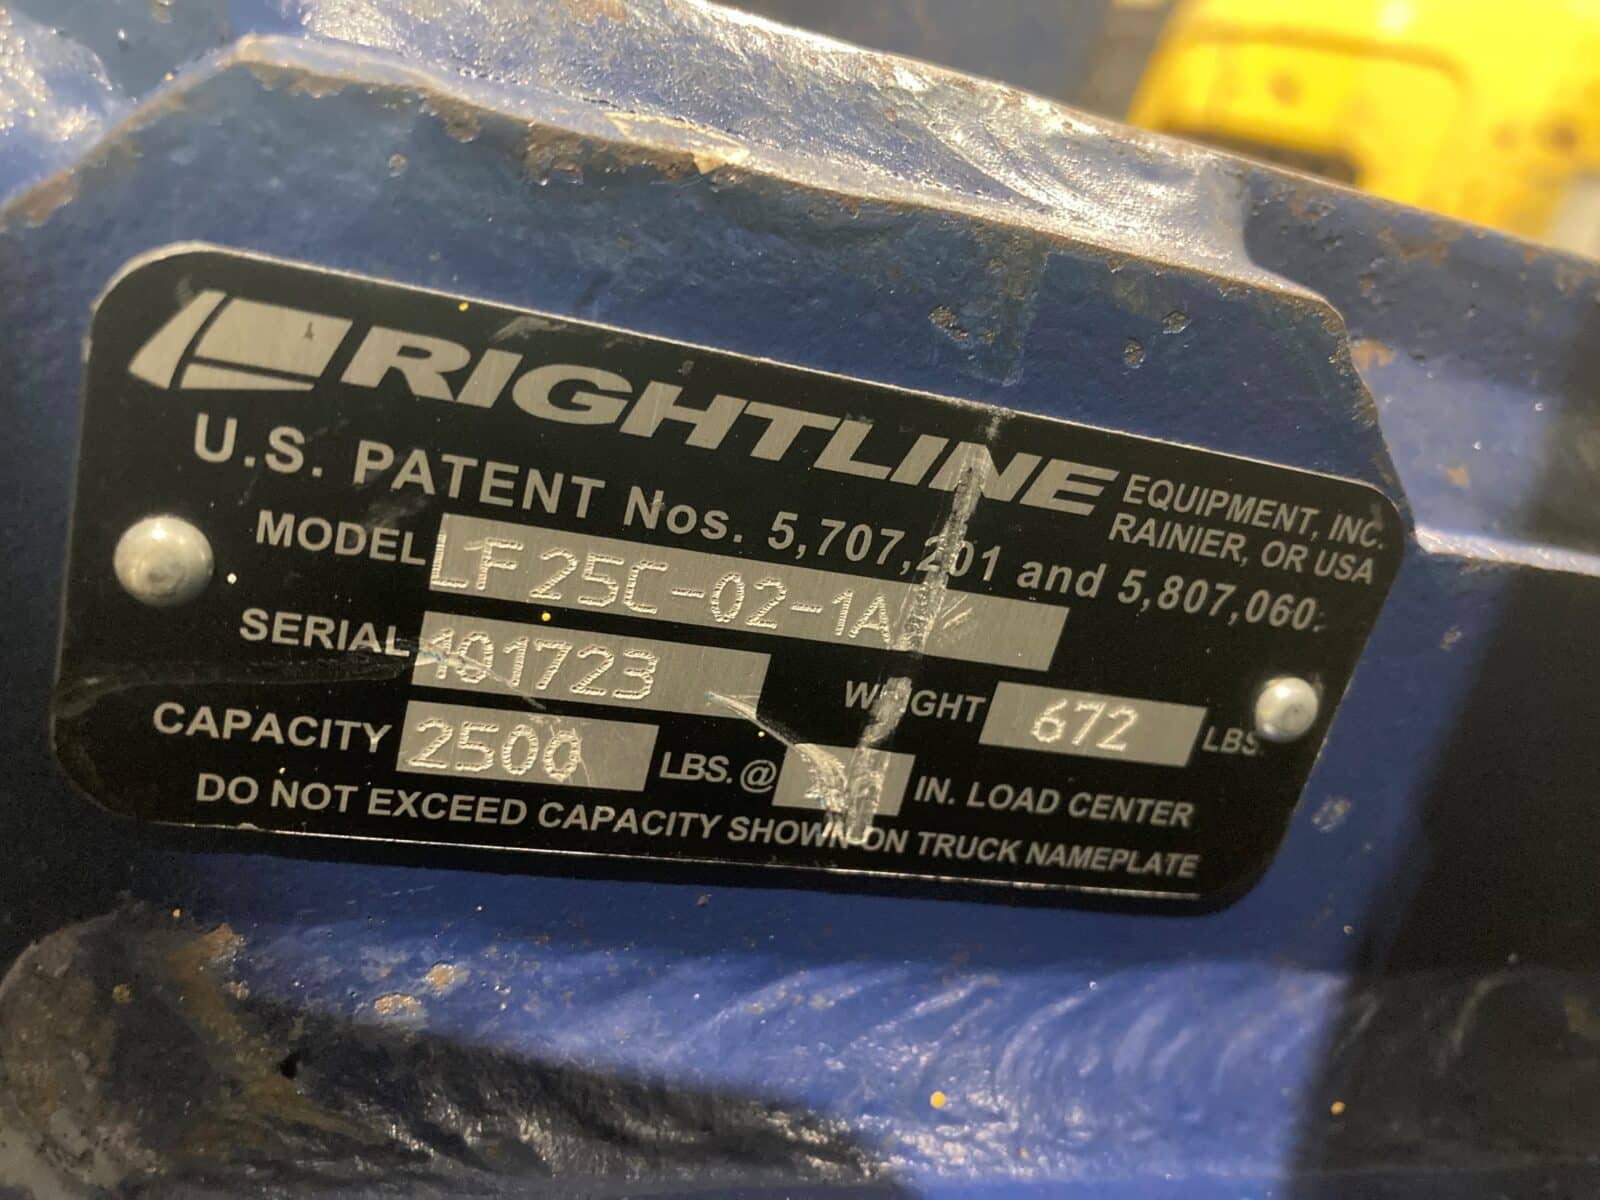 RIGHTLINE EQUIPMENT, INC.
RAINIER, OR USA
U.S. PATENT Nos. 5,707,201 and 5,807,060.
MODEL LF25C-02-1A
SERIAL 101723 WEIGHT 672 LBS.
CAPACITY 2500 LBS. @ IN. LOAD CENTER
DO NOT EXCEED CAPACITY SHOWN ON TRUCK NAMEPLATE